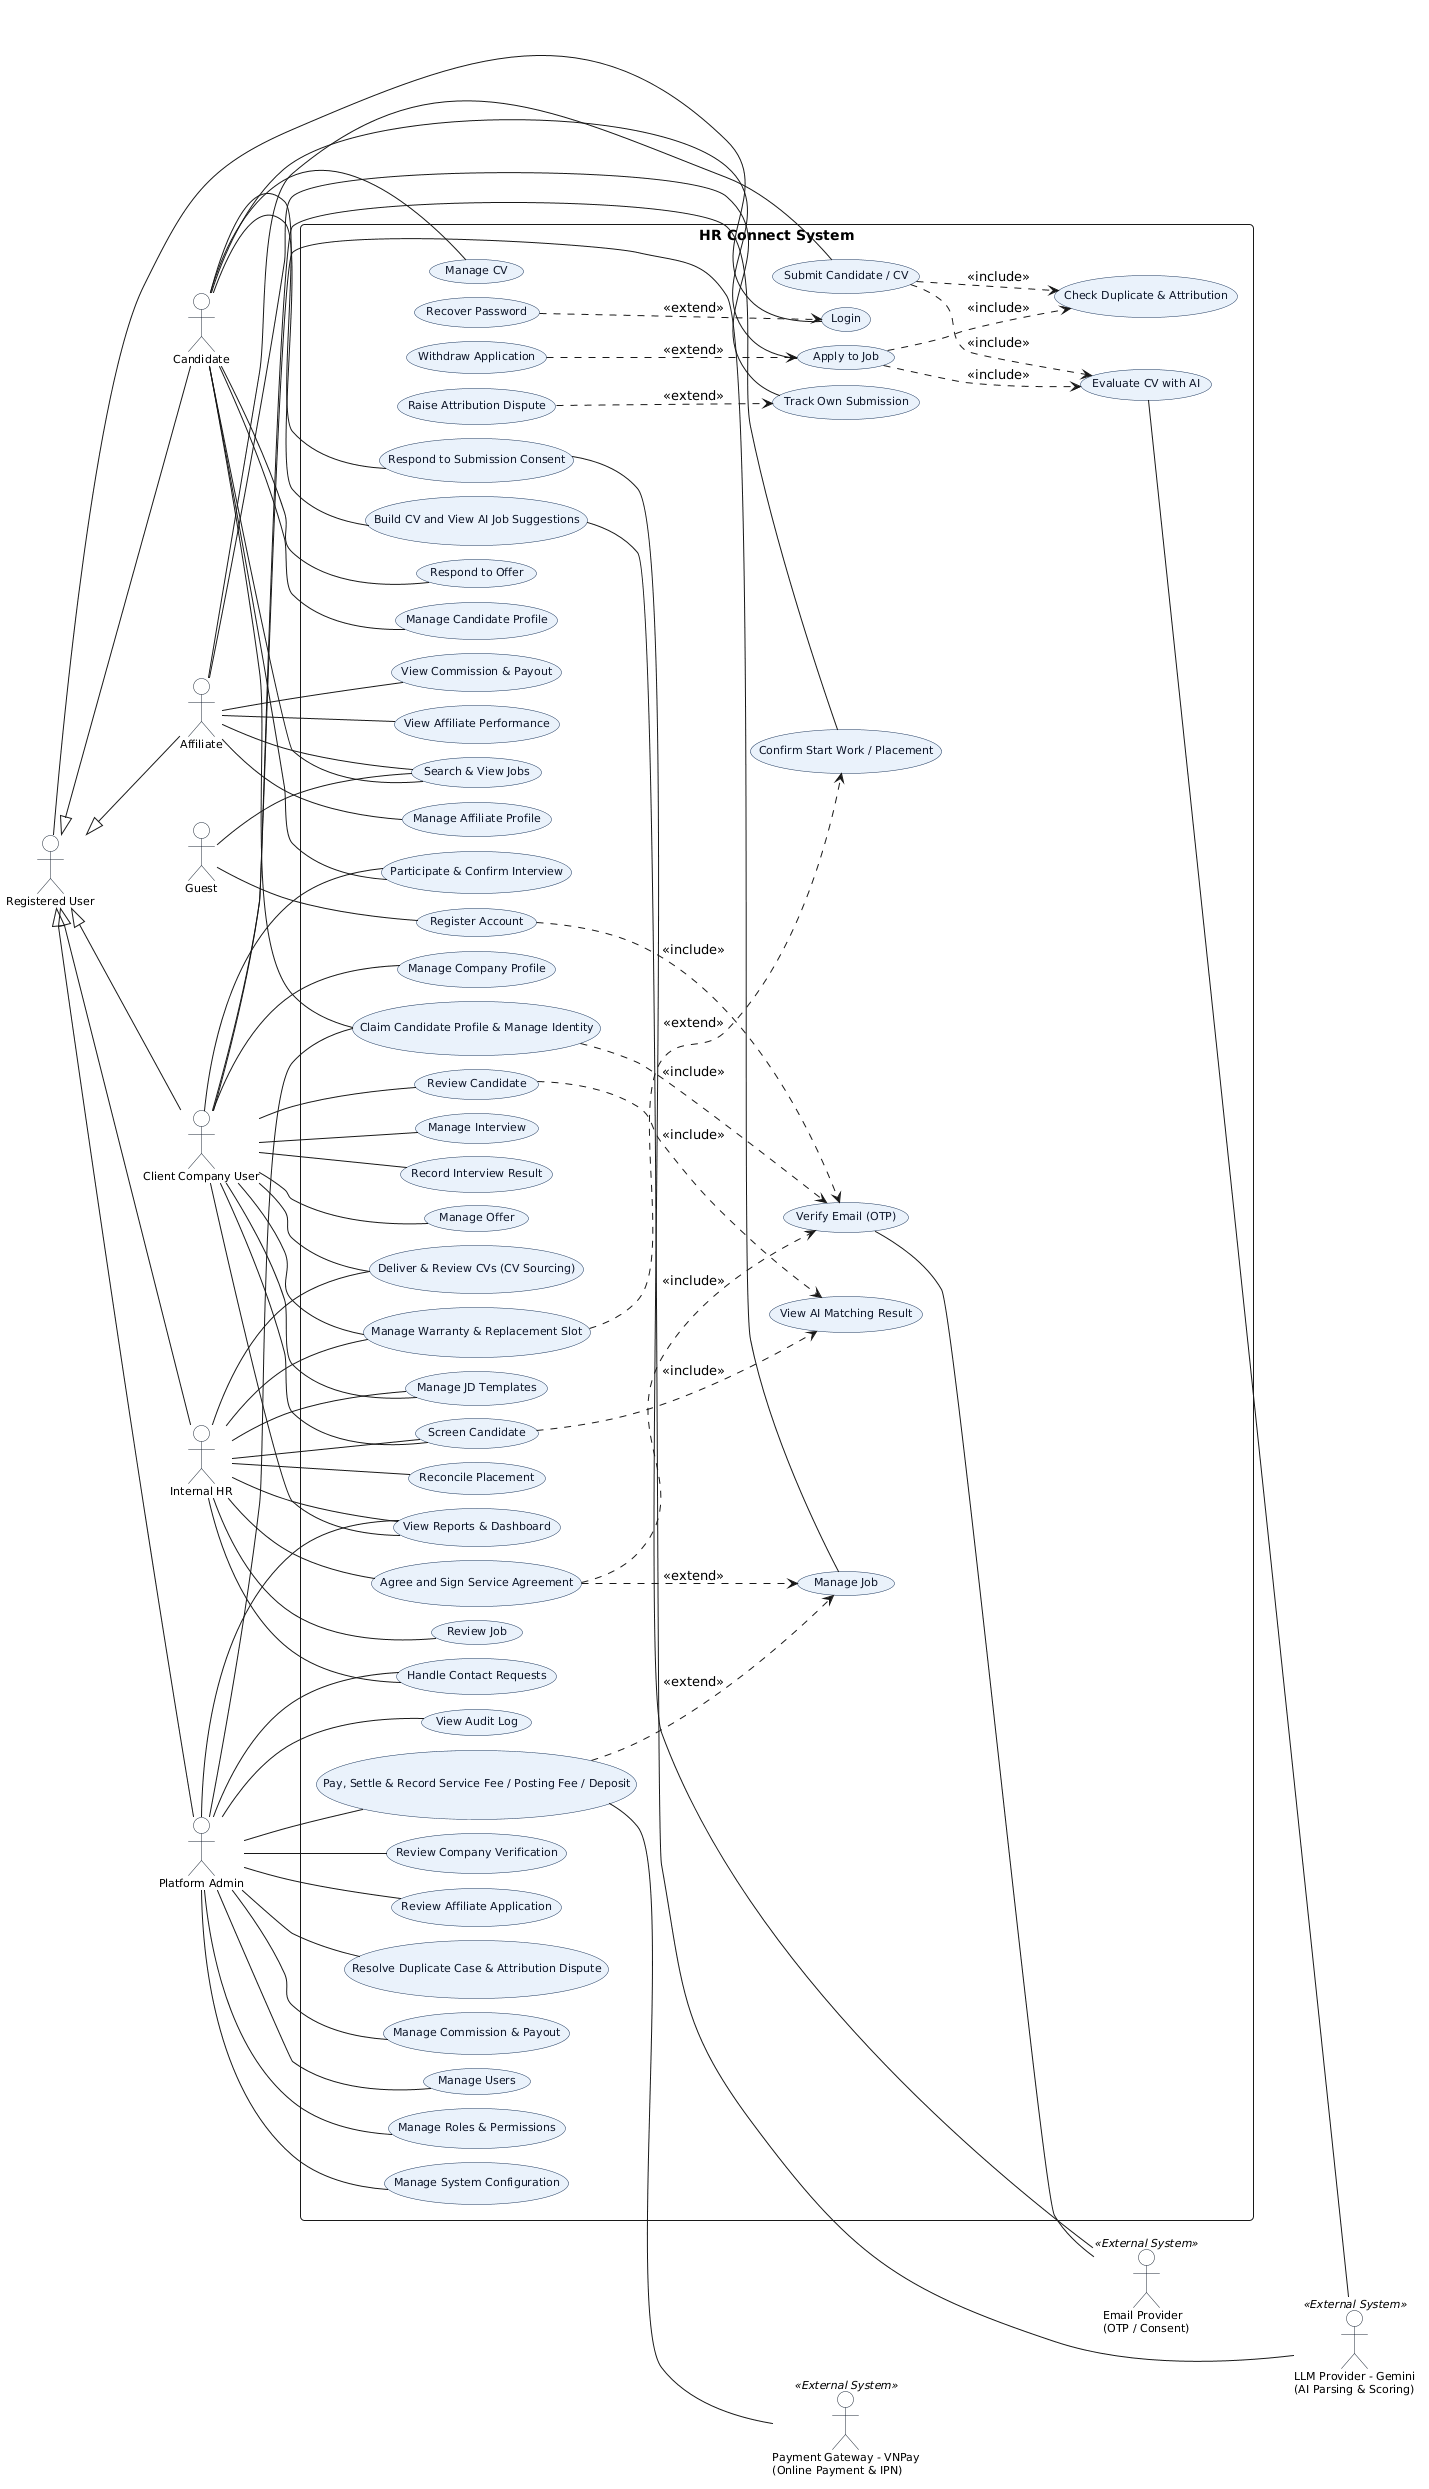 HR Connect System
Manage CV
Submit Candidate / CV
«include»
Check Duplicate & Attribution
Recover Password
«extend»
Login
«include»
Withdraw Application
«extend»
Apply to Job
«include»
«include»
Evaluate CV with AI
Candidate
Raise Attribution Dispute
«extend»
Track Own Submission
Respond to Submission Consent
Build CV and View AI Job Suggestions
Respond to Offer
Manage Candidate Profile
View Commission & Payout
View Affiliate Performance
Affiliate
Confirm Start Work / Placement
Search & View Jobs
Manage Affiliate Profile
Participate & Confirm Interview
Guest
Registered User
Register Account
«include»
Manage Company Profile
«extend»
Claim Candidate Profile & Manage Identity
«include»
Review Candidate
«include»
Manage Interview
Record Interview Result
Client Company User
Manage Offer
Verify Email (OTP)
Deliver & Review CVs (CV Sourcing)
«include»
View AI Matching Result
Manage Warranty & Replacement Slot
«include»
Manage JD Templates
Screen Candidate
Reconcile Placement
Internal HR
View Reports & Dashboard
Agree and Sign Service Agreement
«extend»
Manage Job
Review Job
Handle Contact Requests
«extend»
View Audit Log
Pay, Settle & Record Service Fee / Posting Fee / Deposit
Review Company Verification
Platform Admin
Review Affiliate Application
Resolve Duplicate Case & Attribution Dispute
Manage Commission & Payout
Manage Users
Manage Roles & Permissions
Manage System Configuration
«External System»
Email Provider
(OTP / Consent)
«External System»
LLM Provider - Gemini
(AI Parsing & Scoring)
«External System»
Payment Gateway - VNPay
(Online Payment & IPN)